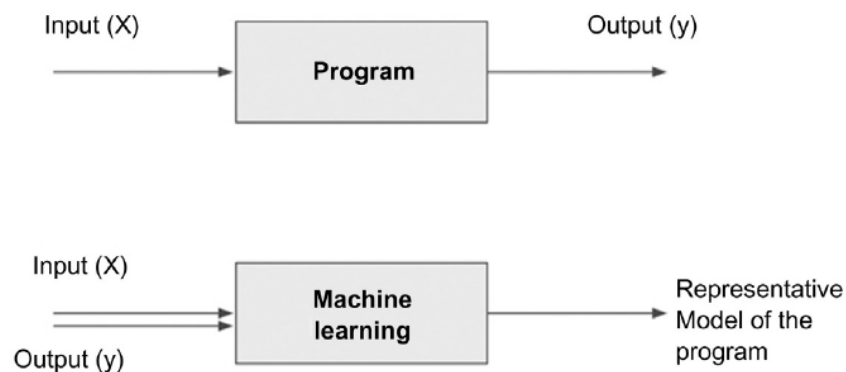 Input (X)
Output (y)
Program
Input (X)
Machine
learning
Output (y)
Representative
Model of the
program